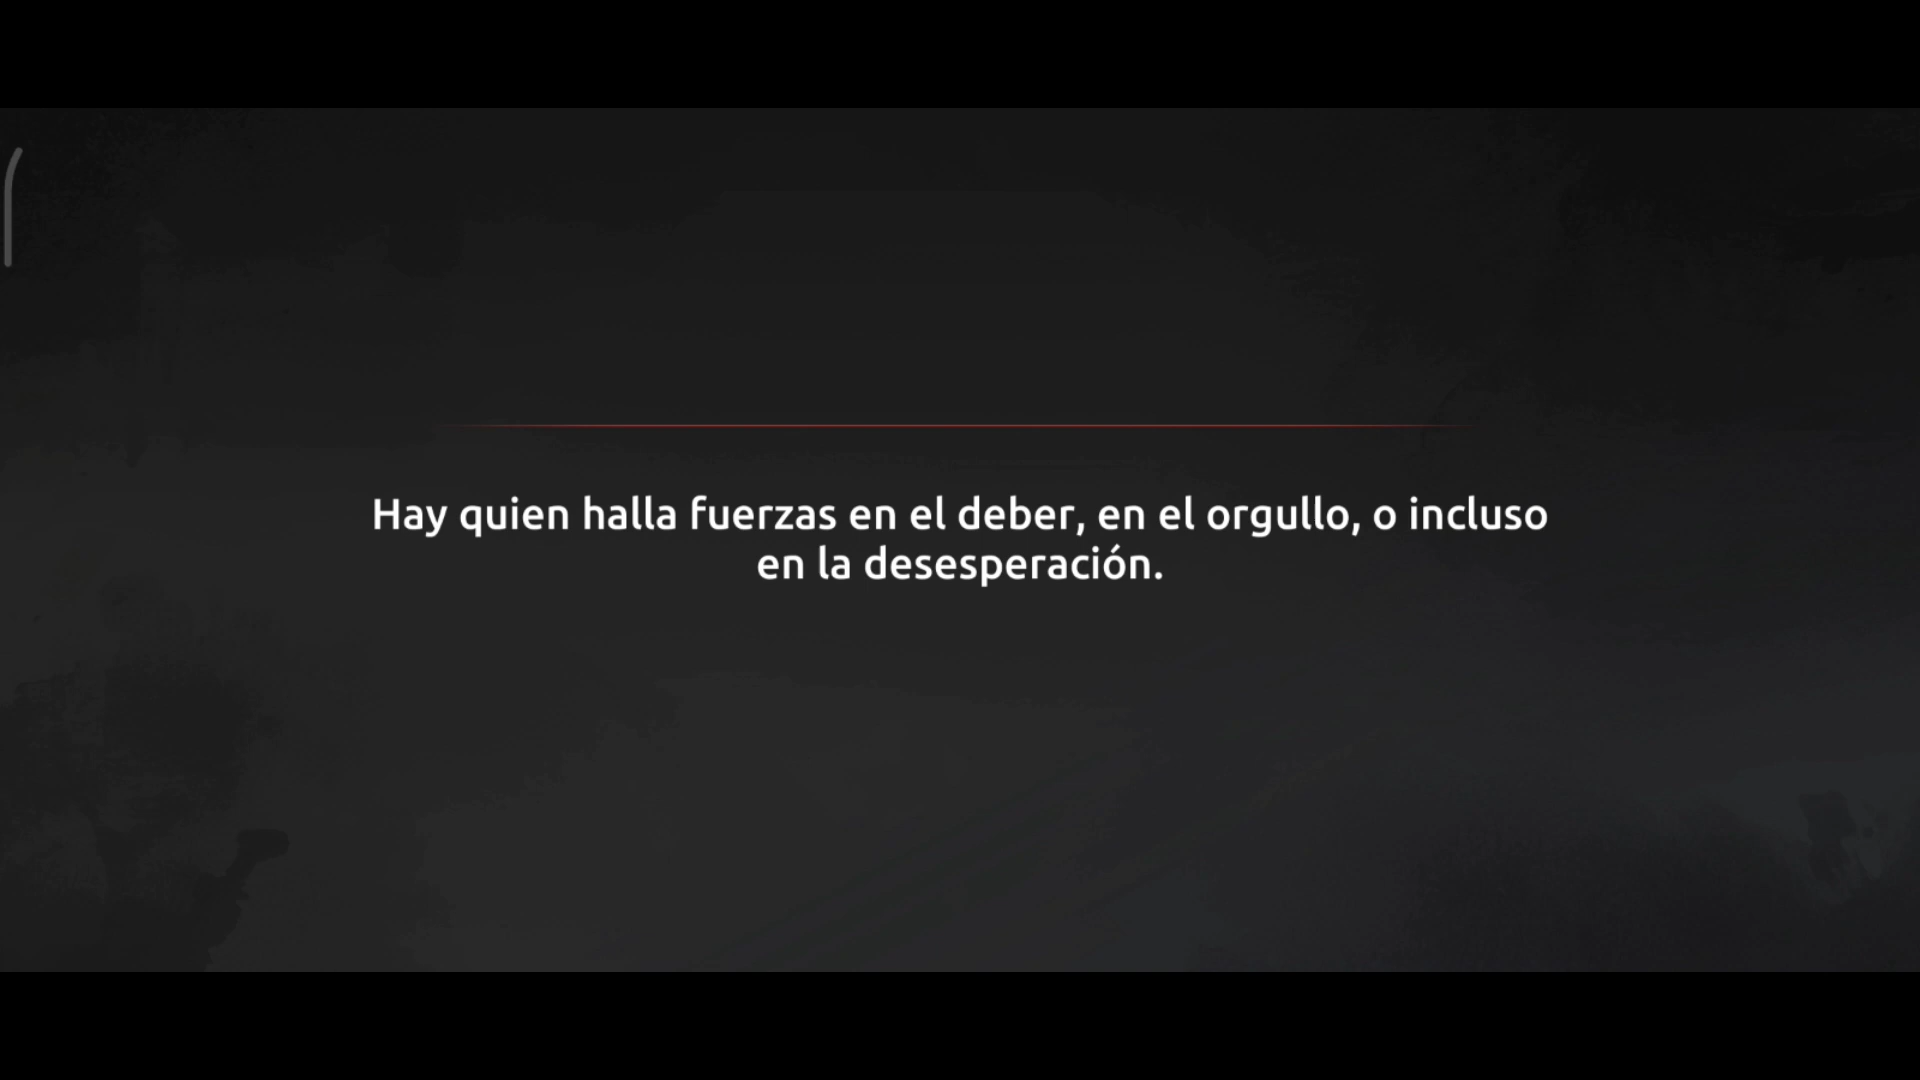 Hay quien halla fuerzas en el deber, en el orgullo, o incluso
en la desesperación.